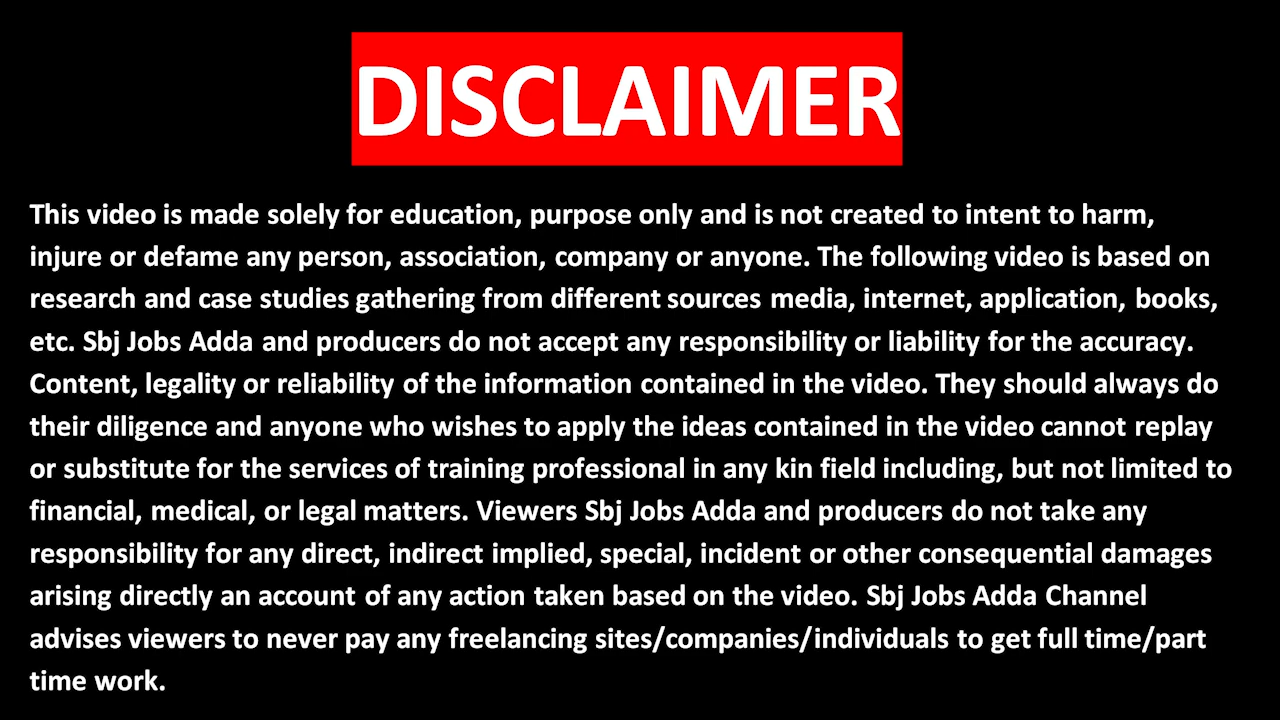 DISCLAIMER
This video is made solely for education, purpose only and is not created to intent to harm,
injure or defame any person, association, company or anyone. The following video is based on
research and case studies gathering from different sources media, internet, application, books,
etc. Sbj Jobs Adda and producers do not accept any responsibility or liability for the accuracy.
Content, legality or reliability of the information contained in the video. They should always do
their diligence and anyone who wishes to apply the ideas contained in the video cannot replay
or substitute for the services of training professional in any kin field including, but not limited to
financial, medical, or legal matters. Viewers Sbj Jobs Adda and producers do not take any
responsibility for any direct, indirect implied, special, incident or other consequential damages
arising directly an account of any action taken based on the video. Sbj Jobs Adda Channel
advises viewers to never pay any freelancing sites/companies/individuals to get full time/part
time work.